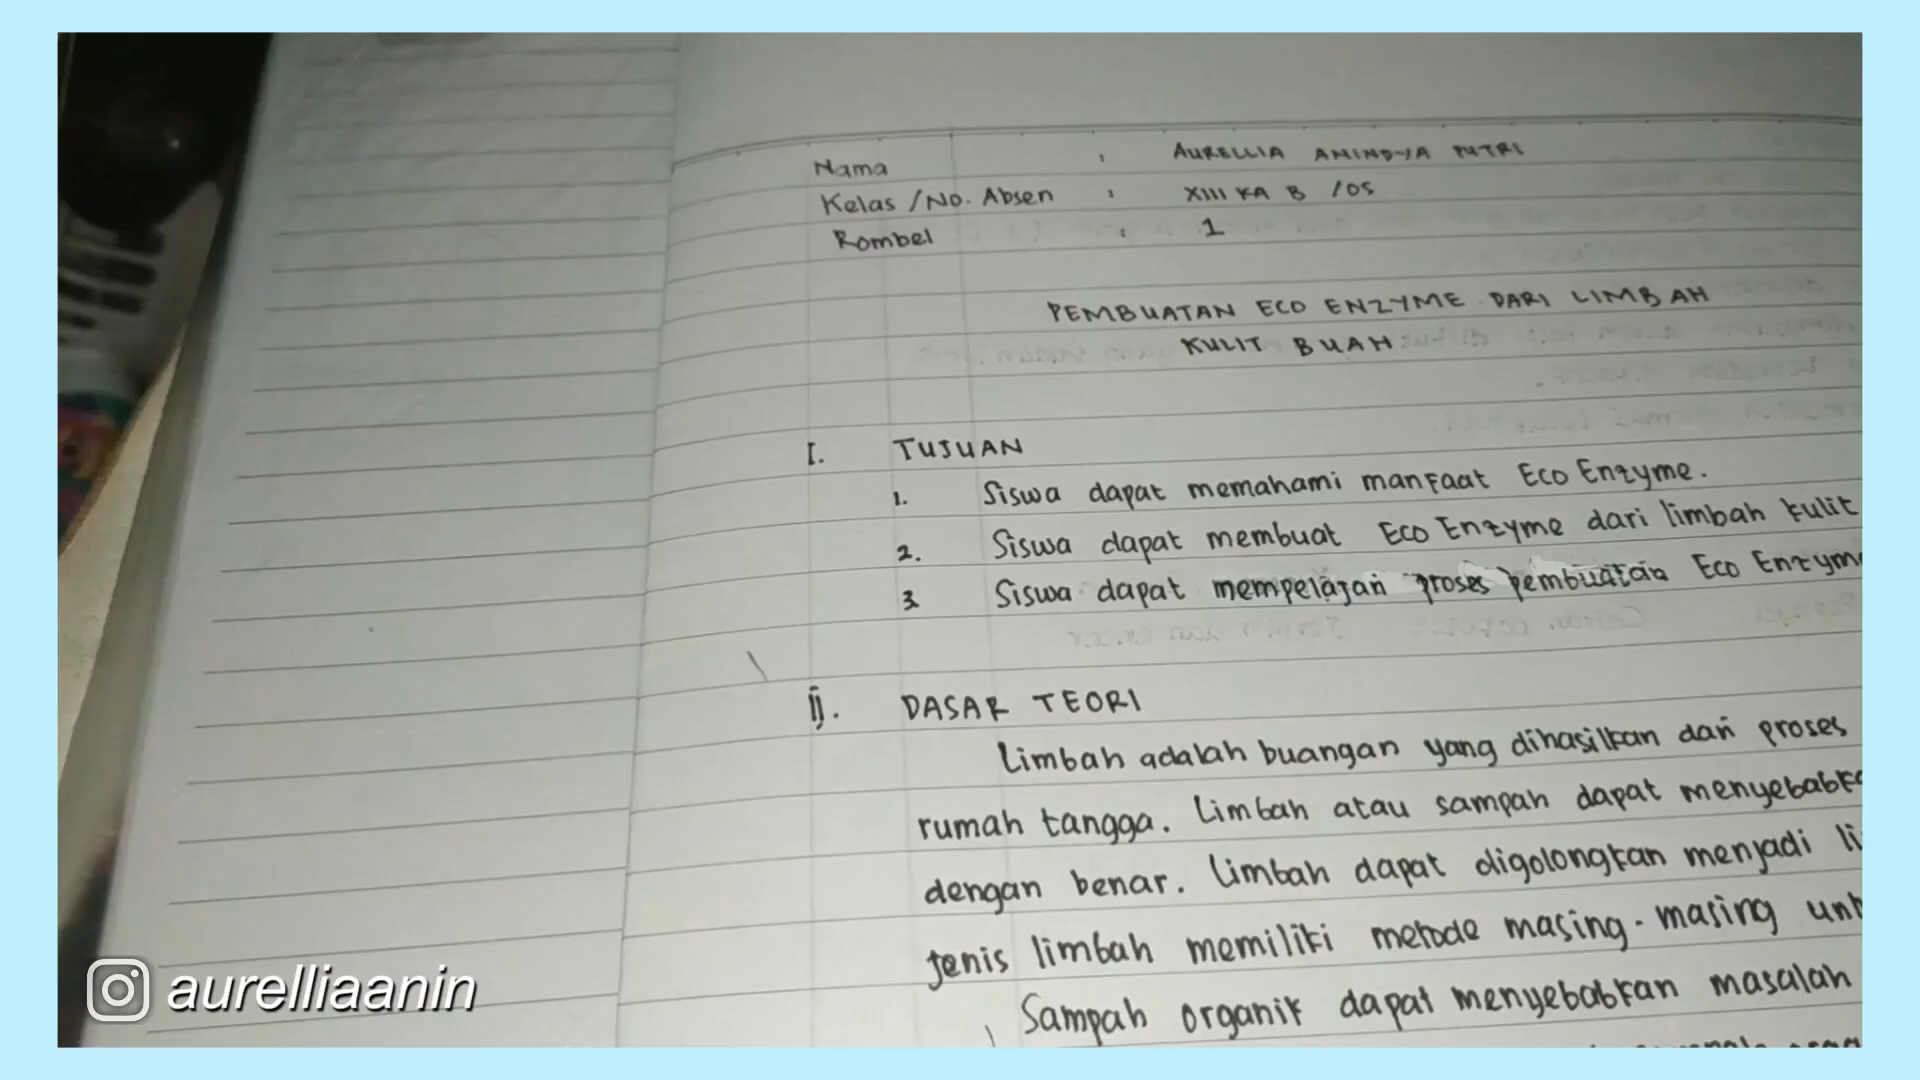 Nama : AURELLIA ANINDYA PUTRI
Kelas /No. Absen : XIII KA B /05
Rombel : 1
PEMBUATAN ECO ENZYME DARI LIMBAH
KULIT BUAH
I. TUJUAN
1. Siswa dapat memahami manfaat Eco Enzyme.
2. Siswa dapat membuat Eco Enzyme dari limbah kulit
3 Siswa dapat mempelajari proses pembuatan Eco Enzym
II. DASAR TEORI
Limbah adalah buangan yang dihasilkan dari proses
rumah tangga. Limbah atau sampah dapat menyebabk
dengan benar. Limbah dapat digolongkan menjadi li
jenis limbah memiliki metode masing-masing unt
Sampah organik dapat menyebabkan masalah
aurelliaanin